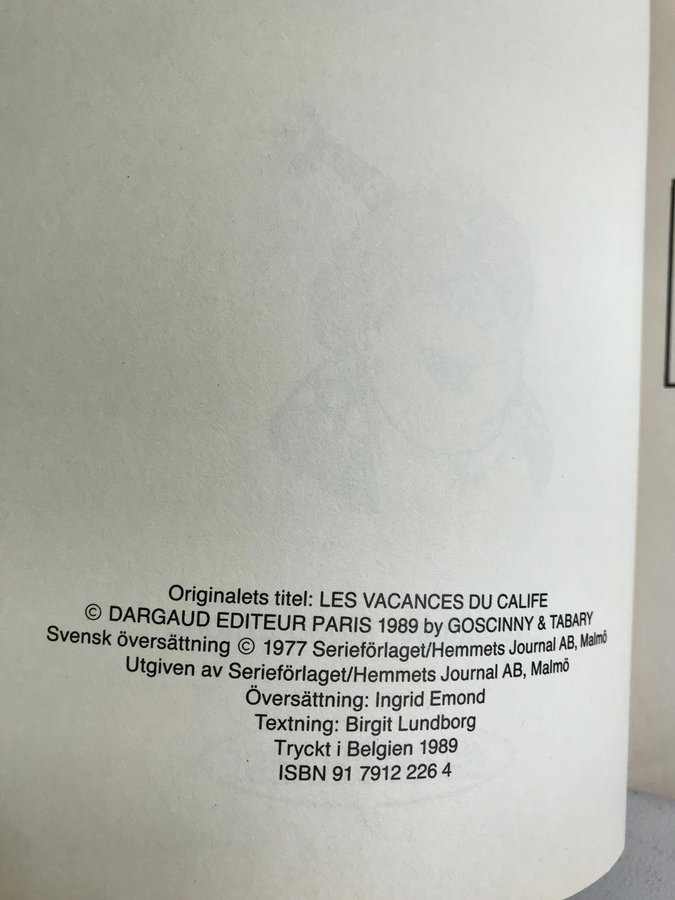 Originalets titel: LES VACANCES DU CALIFE
© DARGAUD EDITEUR PARIS 1989 by GOSCINNY & TABARY
Svensk översättning © 1977 Serieförlaget/Hemmets Journal AB, Malmö
Utgiven av Serieförlaget/Hemmets Journal AB, Malmö
Översättning: Ingrid Emond
Textning: Birgit Lundborg
Tryckt i Belgien 1989
ISBN 91 7912 226 4